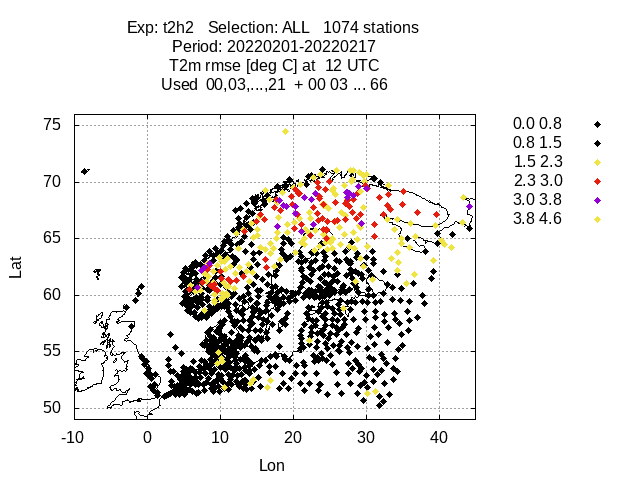 Exp: t2h2 Selection: ALL 1074 stations
Period: 20220201-20220217
T2m rmse [deg C] at 12 UTC
Used 00,03,...,21 + 00 03 ... 66
75
70
65
60
55
50
Lat
-10 0 10 20 30 40
Lon
0.0 0.8
0.8 1.5
1.5 2.3
2.3 3.0
3.0 3.8
3.8 4.6